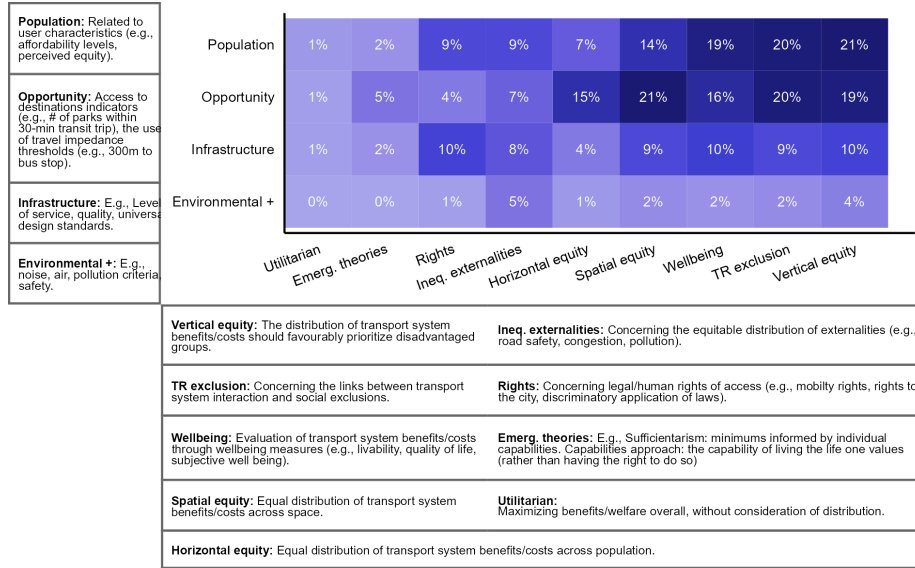 Population: Related to
user characteristics (e.g.,
affordability levels,
perceived equity).
Opportunity: Access to
destinations indicators
(e.g., # of parks within
30-min transit trip), the use
of travel impedance
thresholds (e.g., 300m to
bus stop).
Infrastructure: E.g., Level
of service, quality, universa
design standards.
Environmental +: E.g.,
noise, air, pollution criteria,
safety.
Population 1% 2% 9% 9% 7% 14% 19% 20% 21%
Opportunity 1% 5% 4% 7% 15% 21% 16% 20% 19%
Infrastructure 1% 2% 10% 8% 4% 9% 10% 9% 10%
Environmental + 0% 0% 1% 5% 1% 2% 2% 2% 4%
Utilitarian
Emerg. theories
Rights
Ineq. externalities
Horizontal equity
Spatial equity
Wellbeing
TR exclusion
Vertical equity
Vertical equity: The distribution of transport system
benefits/costs should favourably prioritize disadvantaged
groups.
Ineq. externalities: Concerning the equitable distribution of externalities (e.g.,
road safety, congestion, pollution).
TR exclusion: Concerning the links between transport
system interaction and social exclusions.
Rights: Concerning legal/human rights of access (e.g., mobilty rights, rights to
the city, discriminatory application of laws).
Wellbeing: Evaluation of transport system benefits/costs
through wellbeing measures (e.g., livability, quality of life,
subjective well being).
Emerg. theories: E.g., Sufficientarism: minimums informed by individual
capabilities. Capabilities approach: the capability of living the life one values
(rather than having the right to do so)
Spatial equity: Equal distribution of transport system
benefits/costs across space.
Utilitarian:
Maximizing benefits/welfare overall, without consideration of distribution.
Horizontal equity: Equal distribution of transport system benefits/costs across population.